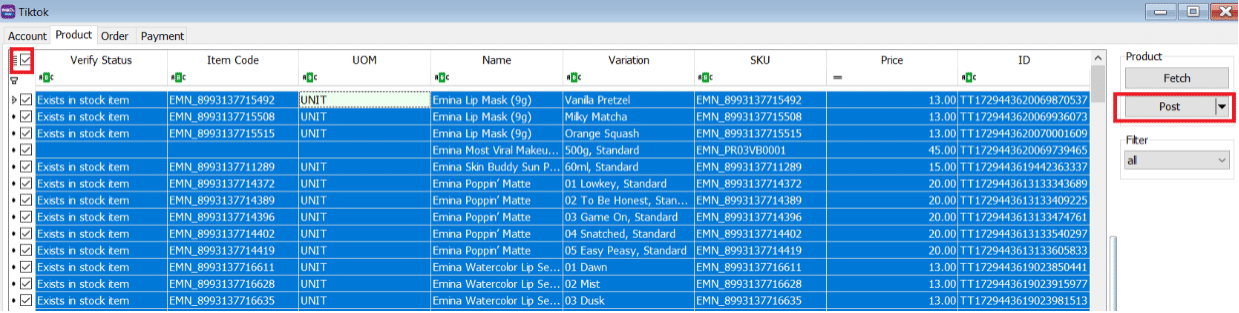 Tiktok
Account Product Order Payment
Verify Status Item Code UOM Name Variation SKU Price ID
Product
Fetch
Post
Filter
all
Exists in stock item EMN_8993137715492 UNIT Emina Lip Mask (9g) Vanilla Pretzel EMN_8993137715492 13.00 TT1729443620069870537
Exists in stock item EMN_8993137715508 UNIT Emina Lip Mask (9g) Milky Matcha EMN_8993137715508 13.00 TT1729443620069936073
Exists in stock item EMN_8993137715515 UNIT Emina Lip Mask (9g) Orange Squash EMN_8993137715515 13.00 TT1729443620070001609
Emina Most Viral Makeu... 500g, Standard EMN_PR03VB0001 45.00 TT1729443620069739465
Exists in stock item EMN_8993137711289 UNIT Emina Skin Buddy Sun P... 60ml, Standard EMN_8993137711289 15.00 TT1729443619442363337
Exists in stock item EMN_8993137714372 UNIT Emina Poppin' Matte 01 Lowkey, Standard EMN_8993137714372 20.00 TT1729443613133343689
Exists in stock item EMN_8993137714389 UNIT Emina Poppin' Matte 02 To Be Honest, Stan... EMN_8993137714389 20.00 TT1729443613133409225
Exists in stock item EMN_8993137714396 UNIT Emina Poppin' Matte 03 Game On, Standard EMN_8993137714396 20.00 TT1729443613133474761
Exists in stock item EMN_8993137714402 UNIT Emina Poppin' Matte 04 Snatched, Standard EMN_8993137714402 20.00 TT1729443613133540297
Exists in stock item EMN_8993137714419 UNIT Emina Poppin' Matte 05 Easy Peasy, Standard EMN_8993137714419 20.00 TT1729443613133605833
Exists in stock item EMN_8993137716611 UNIT Emina Watercolor Lip Se... 01 Dawn EMN_8993137716611 13.00 TT1729443619023850441
Exists in stock item EMN_8993137716628 UNIT Emina Watercolor Lip Se... 02 Mist EMN_8993137716628 13.00 TT1729443619023915977
Exists in stock item EMN_8993137716635 UNIT Emina Watercolor Lip Se... 03 Dusk EMN_8993137716635 13.00 TT1729443619023981513